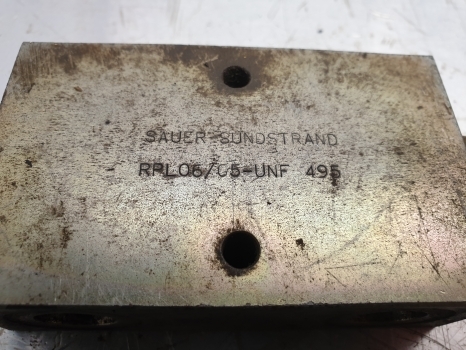 SAUER-SUNDSTRAND
RPL06/05-UNF 495